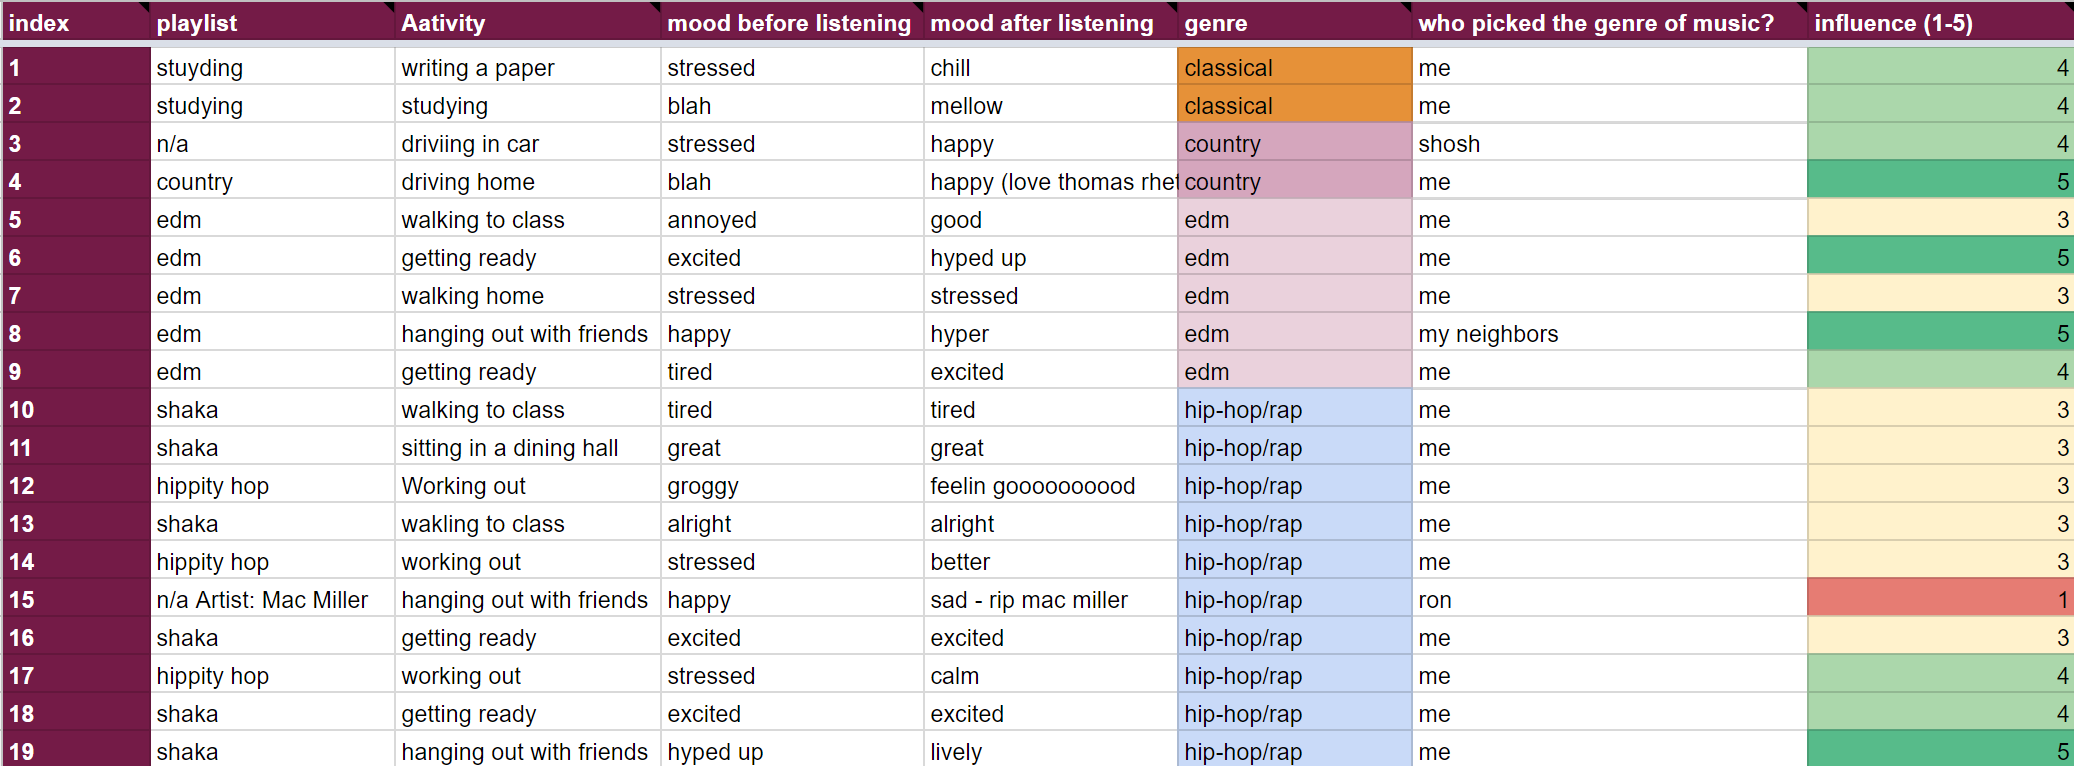 index playlist Aativity mood before listening mood after listening genre who picked the genre of music? influence (1-5)
1 stuyding writing a paper stressed chill classical me 4
2 studying studying blah mellow classical me 4
3 n/a driviing in car stressed happy country shosh 4
4 country driving home blah happy (love thomas rhet country me 5
5 edm walking to class annoyed good edm me 3
6 edm getting ready excited hyped up edm me 5
7 edm walking home stressed stressed edm me 3
8 edm hanging out with friends happy hyper edm my neighbors 5
9 edm getting ready tired excited edm me 4
10 shaka walking to class tired tired hip-hop/rap me 3
11 shaka sitting in a dining hall great great hip-hop/rap me 3
12 hippity hop Working out groggy feelin goooooooood hip-hop/rap me 3
13 shaka wakling to class alright alright hip-hop/rap me 3
14 hippity hop working out stressed better hip-hop/rap me 3
15 n/a Artist: Mac Miller hanging out with friends happy sad - rip mac miller hip-hop/rap ron 1
16 shaka getting ready excited excited hip-hop/rap me 3
17 hippity hop working out stressed calm hip-hop/rap me 4
18 shaka getting ready excited excited hip-hop/rap me 4
19 shaka hanging out with friends hyped up lively hip-hop/rap me 5